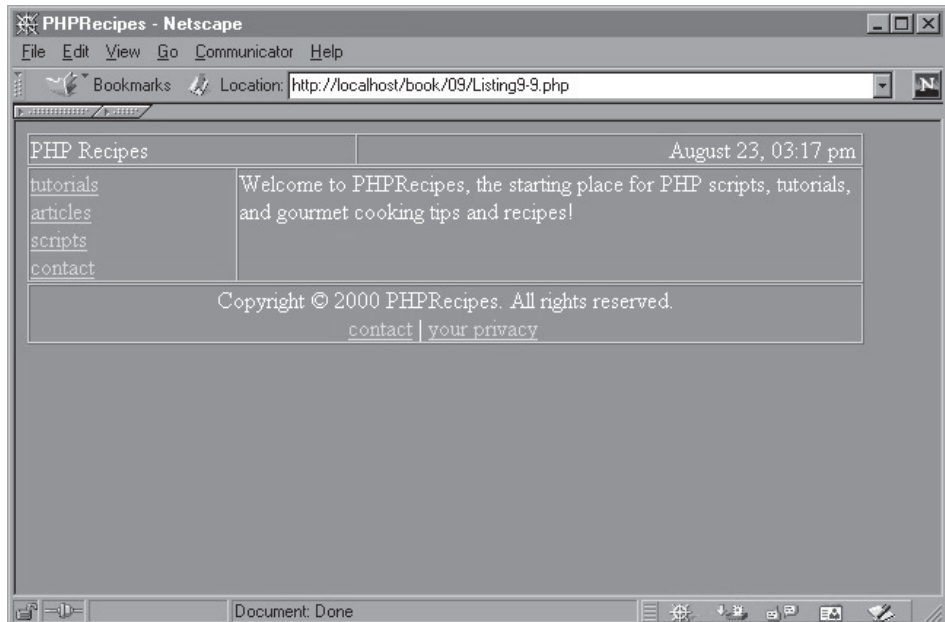 PHPRecipes - Netscape
File Edit View Go Communicator Help
Bookmarks Location: http://localhost/book/09/Listing9-9.php
N
PHP Recipes August 23, 03:17 pm
tutorials
articles
scripts
contact
Welcome to PHPRecipes, the starting place for PHP scripts, tutorials,
and gourmet cooking tips and recipes!
Copyright © 2000 PHPRecipes. All rights reserved.
contact | your privacy
Document: Done